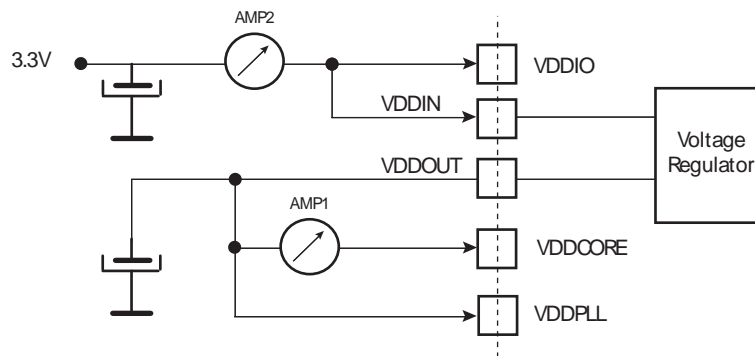 AMP2
3.3V
VDDIO
VDDIN
Voltage
Regulator
VDDOUT
AMP1
VDDCORE
VDDPLL